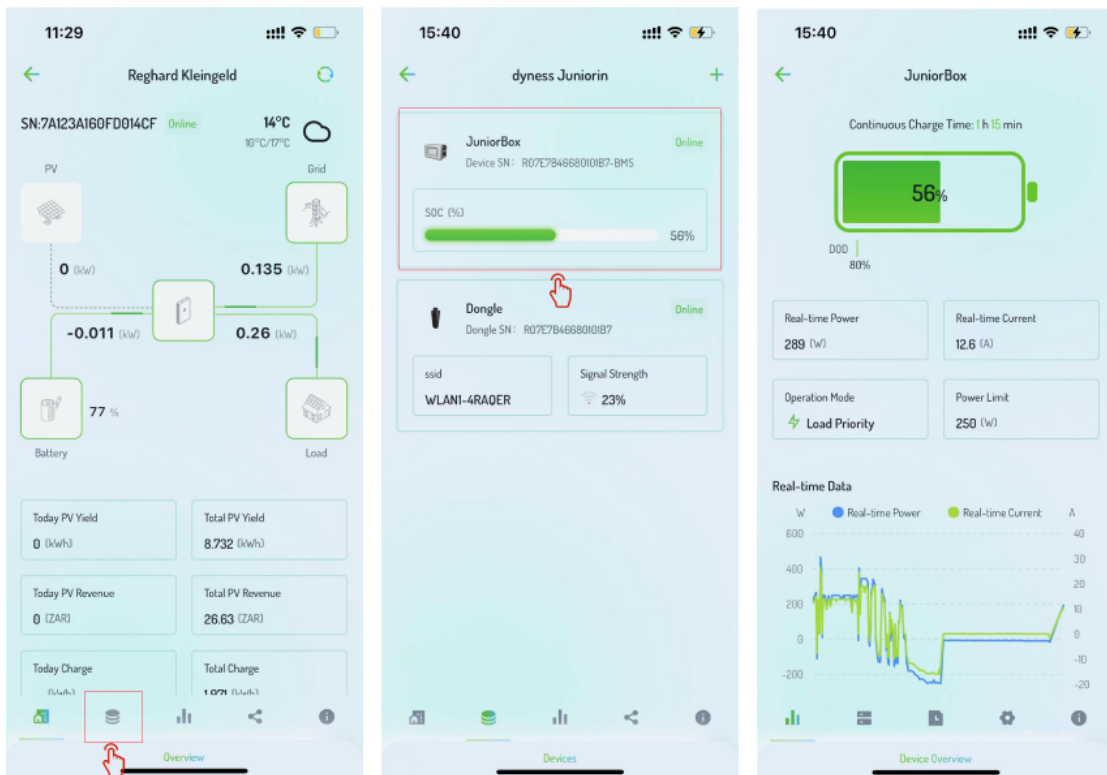 11:29
Reghard Kleingeld
SN:7A123A160FD014CF Online
14°C
10°C/17°C
PV
Grid
0 (kW)
0.135 (kW)
-0.011 (kW)
0.26 (kW)
77 %
Battery
Load
Today PV Yield
0 (kWh)
Total PV Yield
8.732 (kWh)
Today PV Revenue
0 (ZAR)
Total PV Revenue
26.63 (ZAR)
Today Charge
(kWh)
Total Charge
1.971 (kWh)
Overview
15:40
dyness Juniorin
JuniorBox
Online
Device SN: R07E7B46680101B7-BMS
SOC (%)
56%
Dongle
Online
Dongle SN: R07E7B46680101B7
ssid
WLAN1-4RAQER
Signal Strength
23%
Devices
15:40
JuniorBox
Continuous Charge Time: 1 h 15 min
56%
DOD
80%
Real-time Power
289 (W)
Real-time Current
12.6 (A)
Operation Mode
Load Priority
Power Limit
250 (W)
Real-time Data
W Real-time Power Real-time Current A
600 40
30
400
20
200
10
0 0
-10
-200
-20
Device Overview